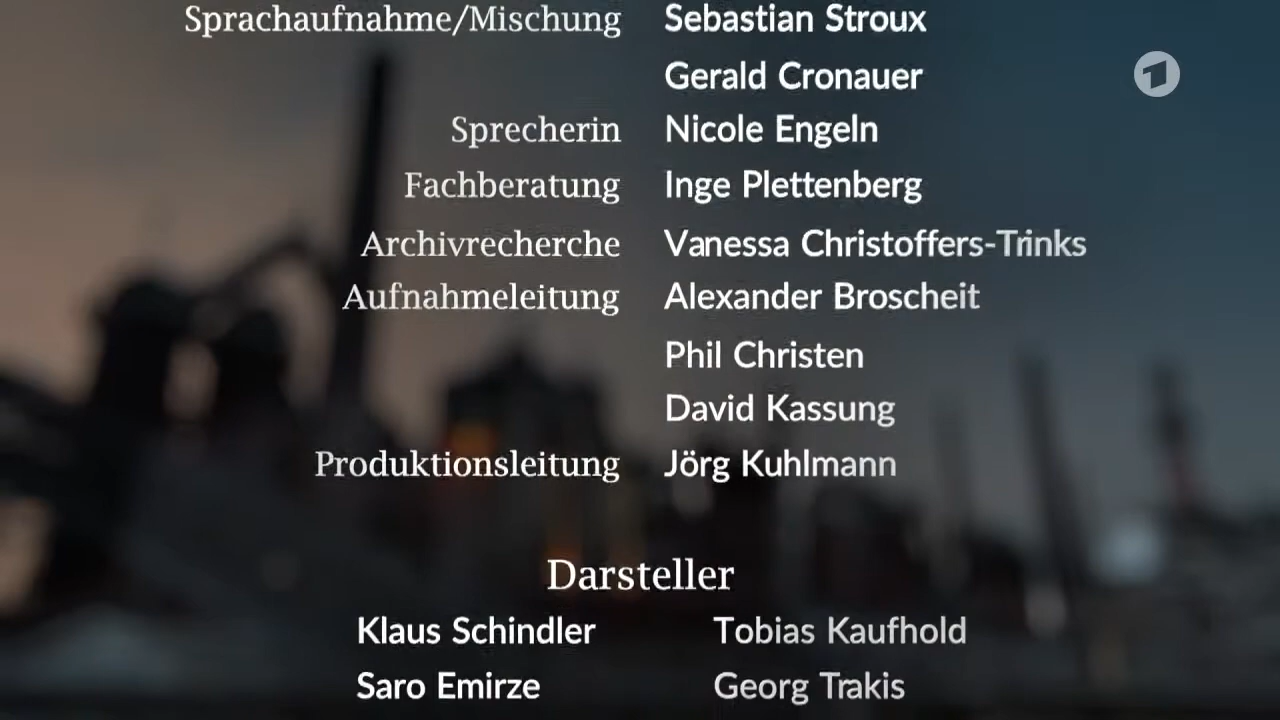 Sprachaufnahme/Mischung Sebastian Stroux
Gerald Cronauer
Sprecherin Nicole Engeln
Fachberatung Inge Plettenberg
Archivrecherche Vanessa Christoffers-Trinks
Aufnahmeleitung Alexander Broscheit
Phil Christen
David Kassung
Produktionsleitung Jörg Kuhlmann
Darsteller
Klaus Schindler Tobias Kaufhold
Saro Emirze Georg Trakis
1